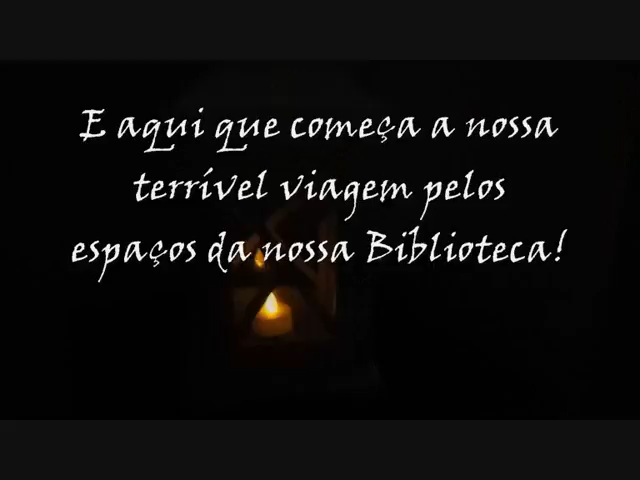 E aqui que começa a nossa
terrível viagem pelos
espaços da nossa Biblioteca!